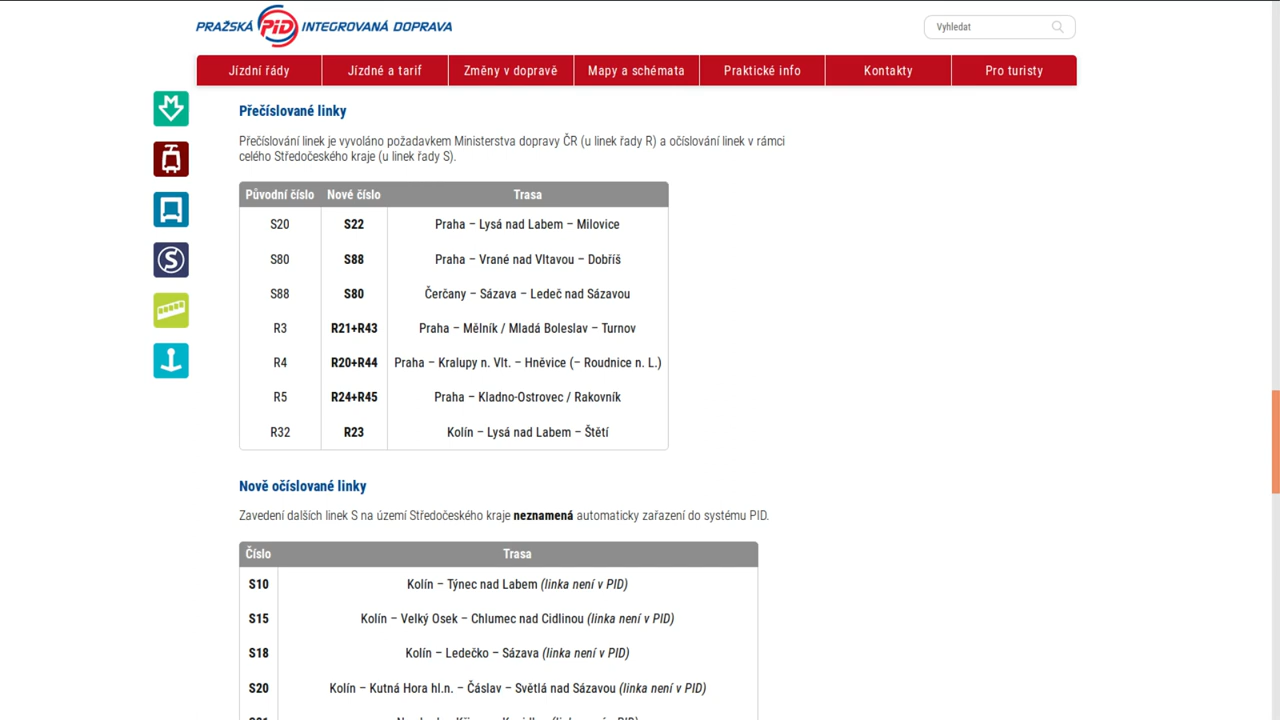 PRAŽSKÁ PiD INTEGROVANÁ DOPRAVA
Vyhledat
Jízdní řády Jízdné a tarif Změny v dopravě Mapy a schémata Praktické info Kontakty Pro turisty
Přečíslované linky
Přečíslování linek je vyvoláno požadavkem Ministerstva dopravy ČR (u linek řady R) a očíslování linek v rámci
celého Středočeského kraje (u linek řady S).
Původní číslo Nové číslo Trasa
S20 S22 Praha – Lysá nad Labem – Milovice
S80 S88 Praha – Vrané nad Vltavou – Dobříš
S88 S80 Čerčany – Sázava – Ledeč nad Sázavou
R3 R21+R43 Praha – Mělník / Mladá Boleslav – Turnov
R4 R20+R44 Praha – Kralupy n. Vlt. – Hněvice (– Roudnice n. L.)
R5 R24+R45 Praha – Kladno-Ostrovec / Rakovník
R32 R23 Kolín – Lysá nad Labem – Štětí
Nově očíslované linky
Zavedení dalších linek S na území Středočeského kraje neznamená automaticky zařazení do systému PID.
Číslo Trasa
S10 Kolín – Týnec nad Labem (linka není v PID)
S15 Kolín – Velký Osek – Chlumec nad Cidlinou (linka není v PID)
S18 Kolín – Ledečko – Sázava (linka není v PID)
S20 Kolín – Kutná Hora hl.n. – Čáslav – Světlá nad Sázavou (linka není v PID)